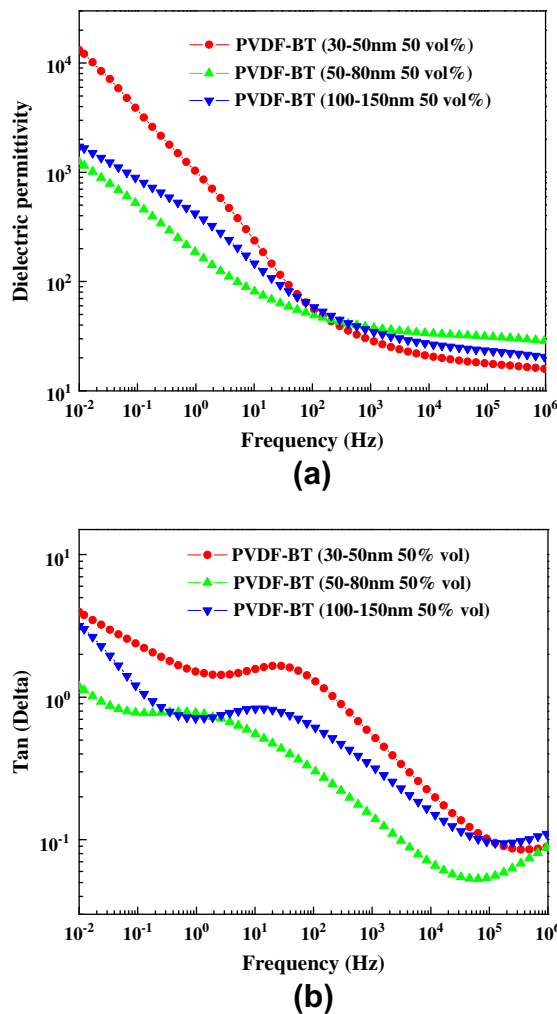 10^4
10^3
10^2
10^1
Dielectric permittivity
PVDF-BT (30-50nm 50 vol%)
PVDF-BT (50-80nm 50 vol%)
PVDF-BT (100-150nm 50 vol%)
10^-2 10^-1 10^0 10^1 10^2 10^3 10^4 10^5 10^6
Frequency (Hz)
(a)
10^1
10^0
10^-1
Tan (Delta)
PVDF-BT (30-50nm 50% vol)
PVDF-BT (50-80nm 50% vol)
PVDF-BT (100-150nm 50% vol)
10^-2 10^-1 10^0 10^1 10^2 10^3 10^4 10^5 10^6
Frequency (Hz)
(b)